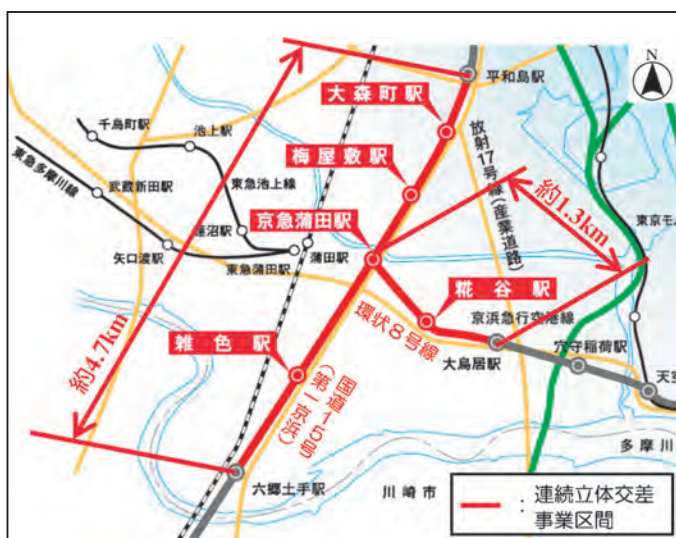 平和島駅
N
大森町駅
千鳥町駅
池上駅
梅屋敷駅
放射17号線(産業道路)
東急多摩川線
武蔵新田駅
東急池上線
約1.3km
京急蒲田駅
蓮沼駅
東京モ
矢口渡駅
東急蒲田駅
蒲田駅
糀谷駅
京浜急行空港線
環状8号線
約4.7km
雑色駅
大鳥居駅
穴守稲荷駅
天空
国道15号
(第一京浜)
多摩川
六郷土手駅
川崎市
:連続立体交差
事業区間